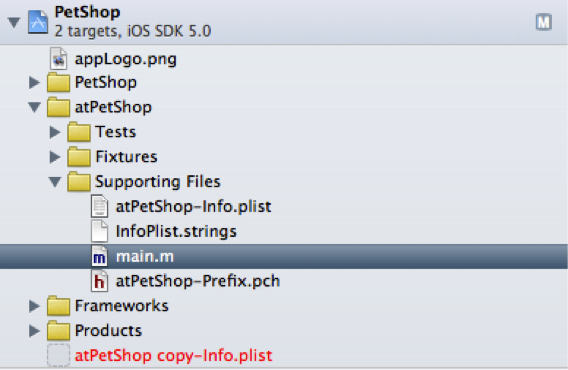 PetShop
2 targets, iOS SDK 5.0
M
appLogo.png
PetShop
atPetShop
Tests
Fixtures
Supporting Files
atPetShop-Info.plist
InfoPlist.strings
m main.m
h atPetShop-Prefix.pch
Frameworks
Products
atPetShop copy-Info.plist